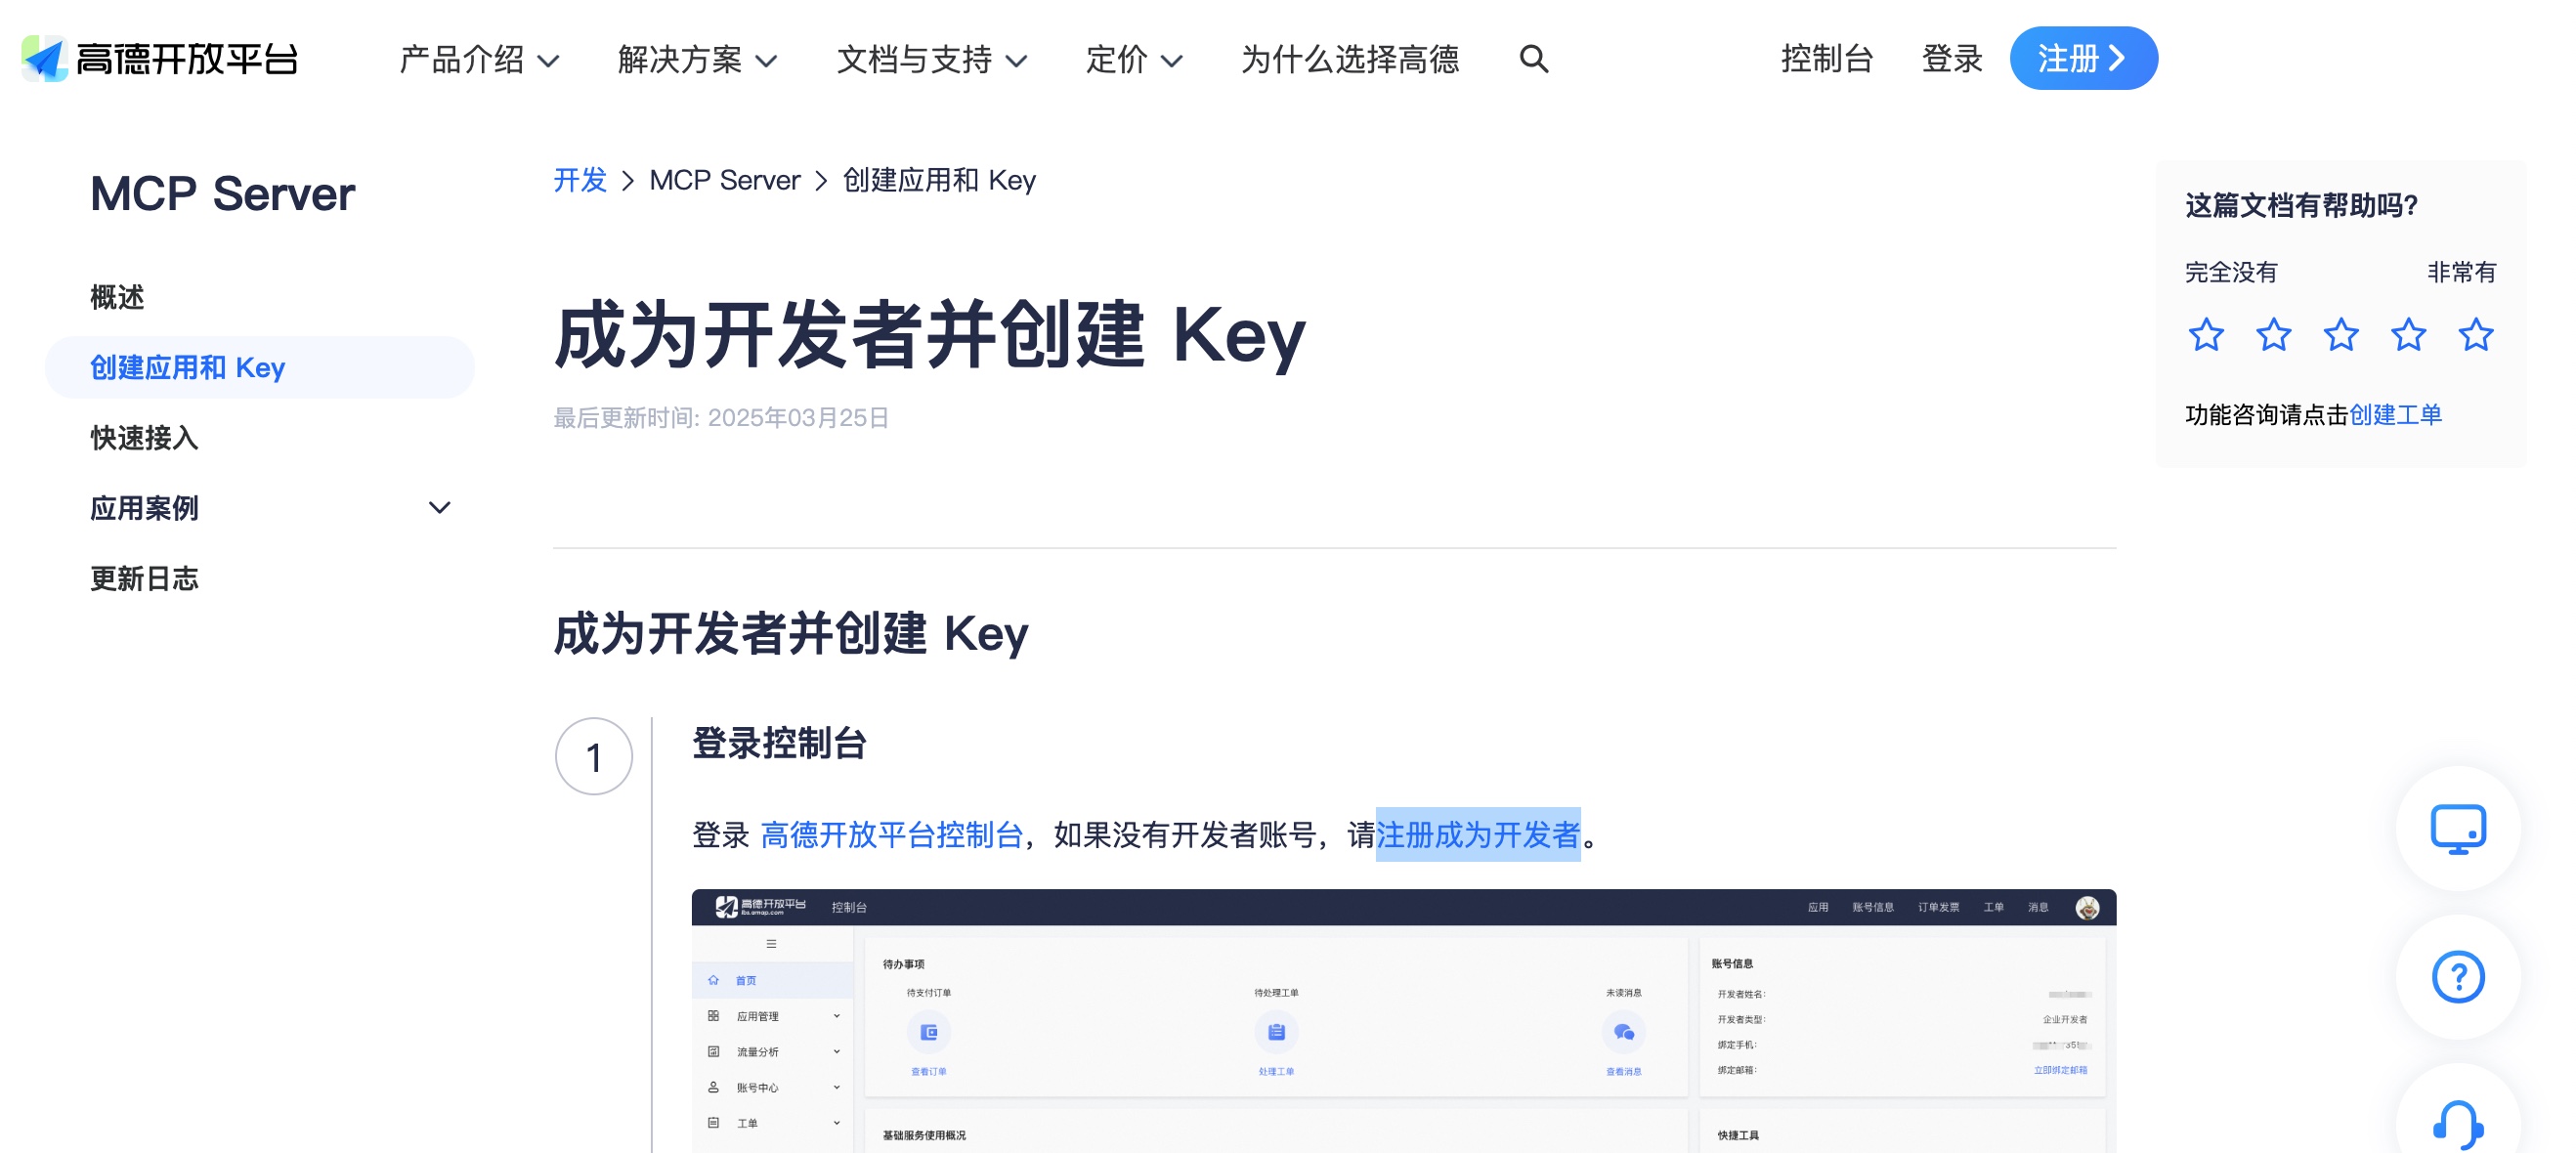 高德开放平台 产品介绍 解决方案 文档与支持 定价 为什么选择高德 控制台 登录 注册
MCP Server
概述
创建应用和 Key
快速接入
应用案例
更新日志
开发 > MCP Server > 创建应用和 Key
成为开发者并创建 Key
最后更新时间: 2025年03月25日
成为开发者并创建 Key
1
登录控制台
登录 高德开放平台控制台，如果没有开发者账号，请注册成为开发者。
高德开放平台 控制台 应用 账号信息 订单发票 工单 消息
lbs.amap.com
首页
应用管理
流量分析
账号中心
工单
待办事项
待支付订单 待处理工单 未读消息
查看订单 处理工单 查看消息
基础服务使用概况
账号信息
开发者姓名:
开发者类型: 企业开发者
绑定手机:
绑定邮箱: 立即绑定邮箱
快捷工具
这篇文档有帮助吗?
完全没有 非常有
功能咨询请点击创建工单